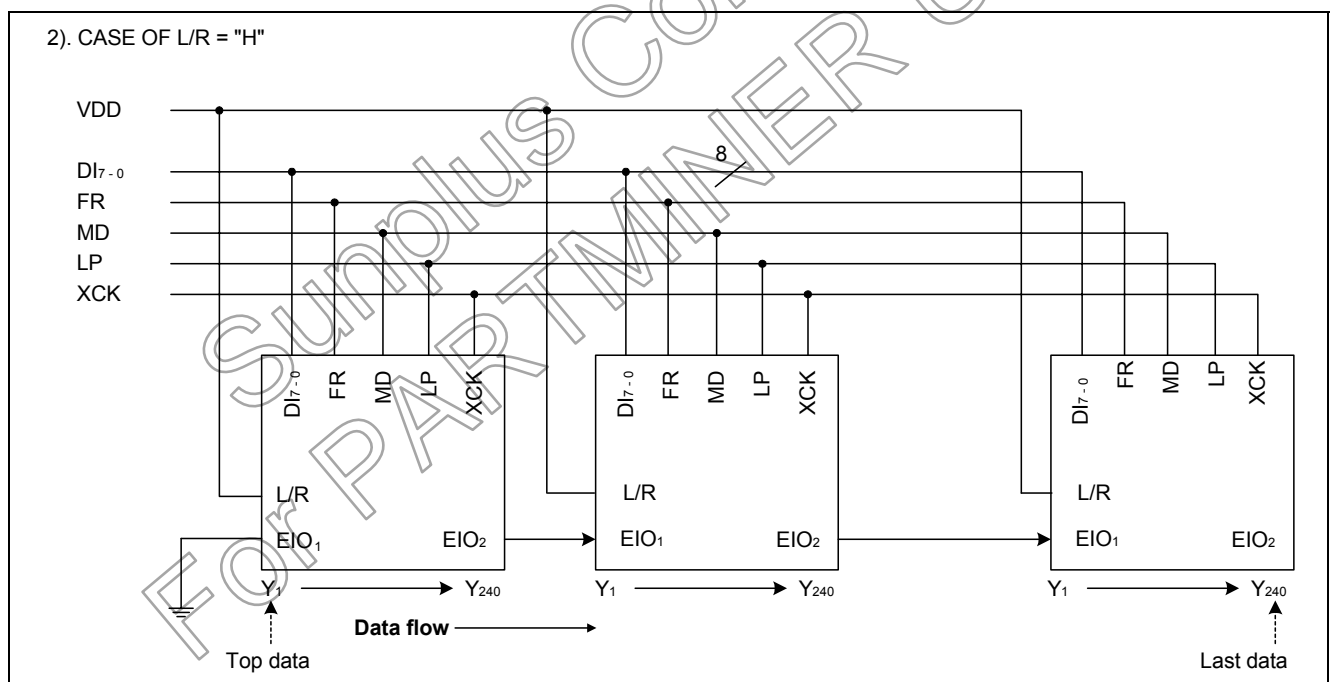 2). CASE OF L/R = "H"
VDD
DI7 - 0
8
FR
MD
LP
XCK
DI7 - 0 FR MD LP XCK
DI7 - 0 FR MD LP XCK
DI7 - 0 FR MD LP XCK
L/R L/R L/R
EIO1 EIO2 EIO1 EIO2 EIO1 EIO2
Y1 Y240 Y1 Y240 Y1 Y240
Data flow
Top data Last data
Sunplus
For PARTMINER